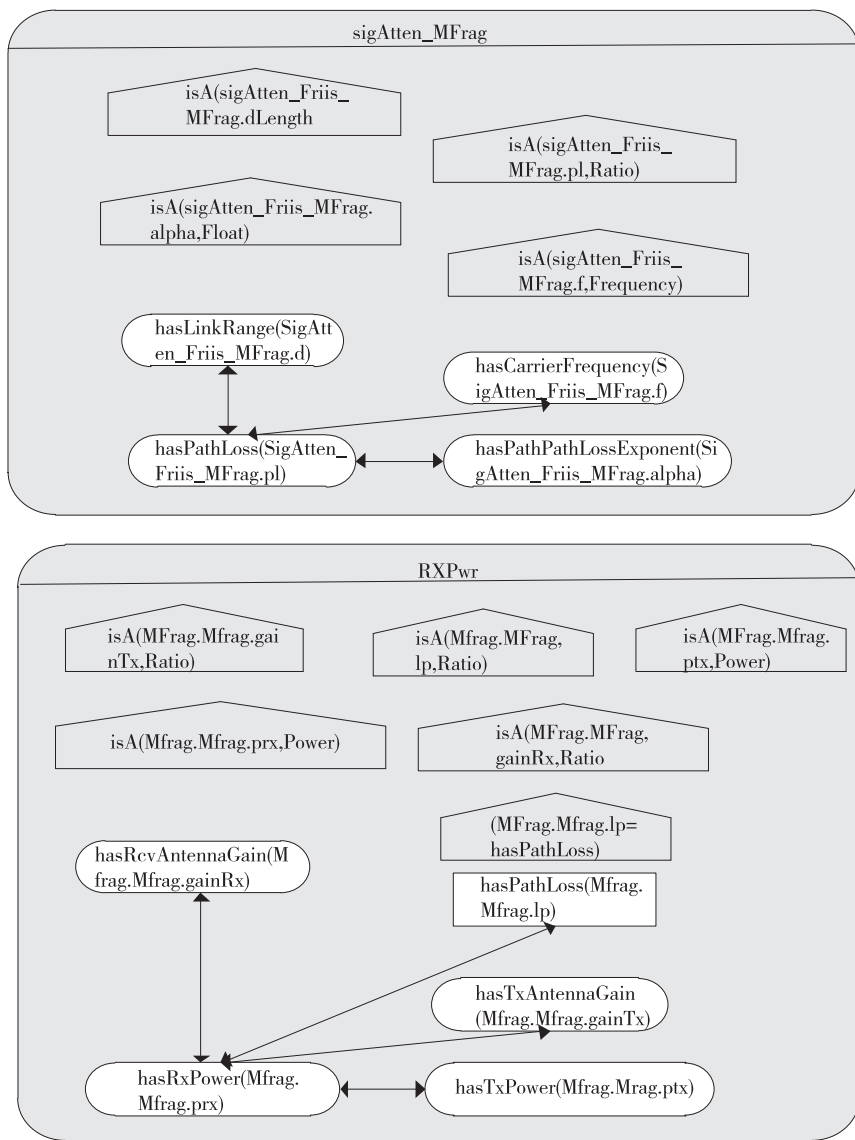 sigAtten_MFrag
isA(sigAtten_Friis_
MFrag.dLength
isA(sigAtten_Friis_
MFrag.pl,Ratio)
isA(sigAtten_Friis_MFrag.
alpha,Float)
isA(sigAtten_Friis_
MFrag.f,Frequency)
hasLinkRange(SigAtt
en_Friis_MFrag.d)
hasCarrierFrequency(S
igAtten_Friis_MFrag.f)
hasPathLoss(SigAtten_
Friis_MFrag.pl)
hasPathPathLossExponent(Si
gAtten_Friis_MFrag.alpha)
RXPwr
isA(MFrag.Mfrag.gai
nTx,Ratio)
isA(Mfrag.MFrag,
lp,Ratio)
isA(MFrag.Mfrag.
ptx,Power)
isA(Mfrag.Mfrag.prx,Power)
isA(MFrag.MFrag,
gainRx,Ratio
(MFrag.Mfrag.lp=
hasPathLoss)
hasRcvAntennaGain(M
frag.Mfrag.gainRx)
hasPathLoss(Mfrag.
Mfrag.lp)
hasTxAntennaGain
(Mfrag.Mfrag.gainTx)
hasRxPower(Mfrag.
Mfrag.prx)
hasTxPower(Mfrag.Mrag.ptx)